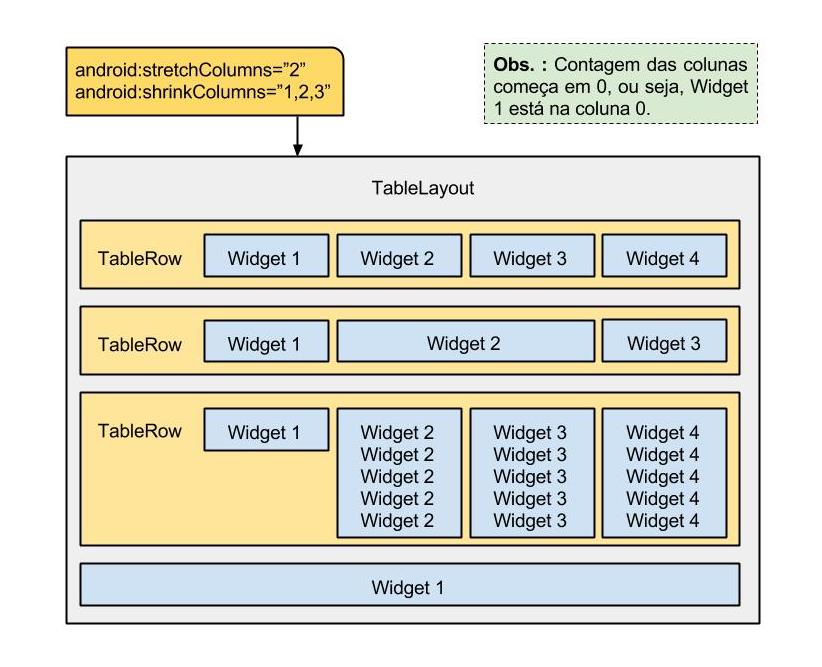 android:stretchColumns=”2”
android:shrinkColumns=”1,2,3”
Obs. : Contagem das colunas
começa em 0, ou seja, Widget
1 está na coluna 0.
TableLayout
TableRow Widget 1 Widget 2 Widget 3 Widget 4
TableRow Widget 1 Widget 2 Widget 3
TableRow Widget 1 Widget 2 Widget 3 Widget 4
Widget 2 Widget 3 Widget 4
Widget 2 Widget 3 Widget 4
Widget 2 Widget 3 Widget 4
Widget 2 Widget 3 Widget 4
Widget 1